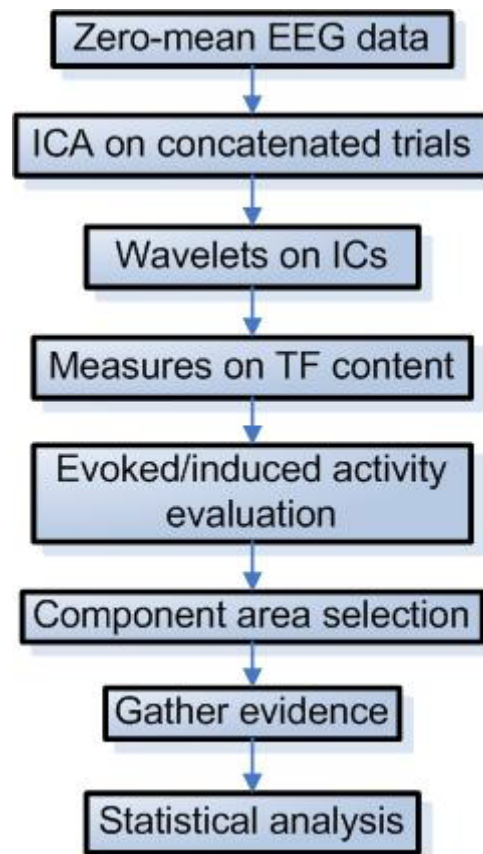 Zero-mean EEG data
ICA on concatenated trials
Wavelets on ICs
Measures on TF content
Evoked/induced activity
evaluation
Component area selection
Gather evidence
Statistical analysis